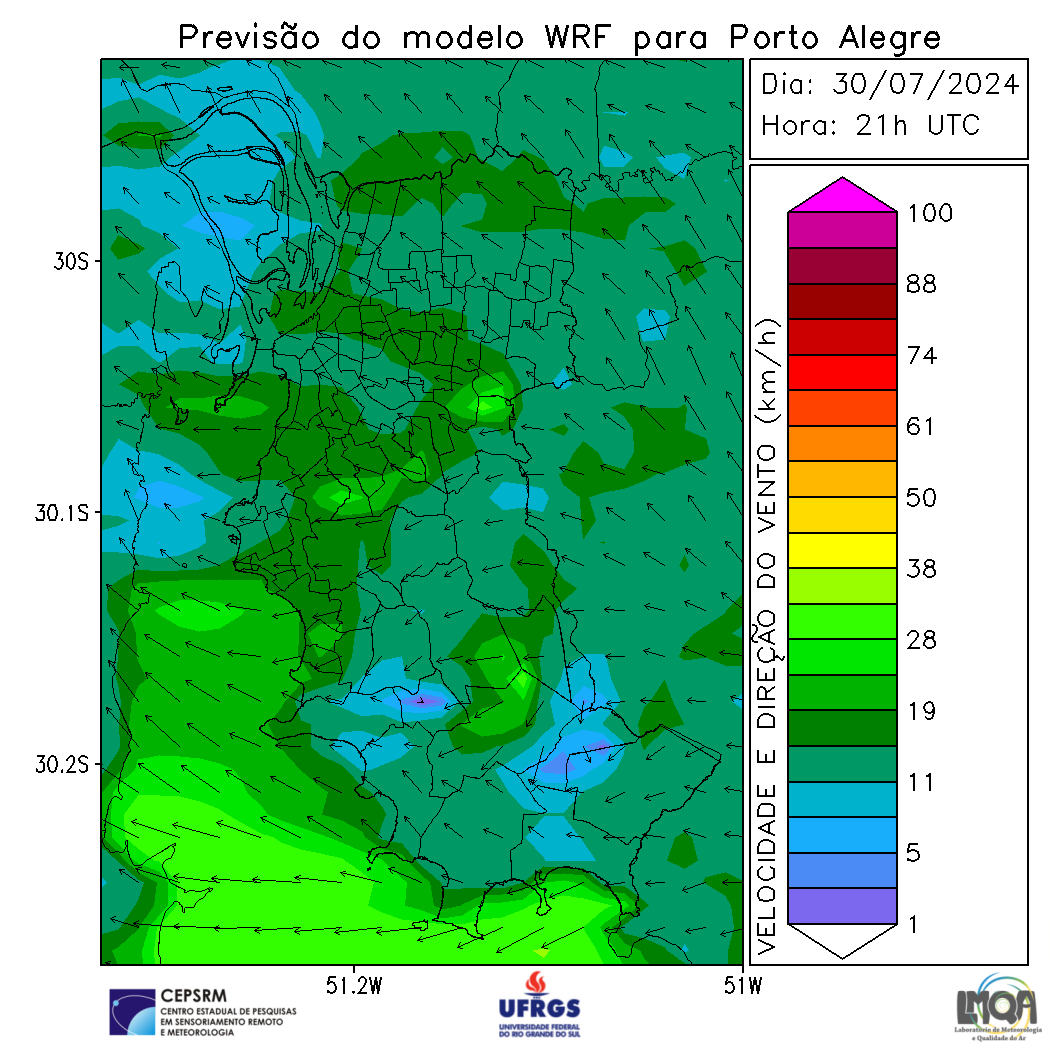 Previsão do modelo WRF para Porto Alegre
Dia: 30/07/2024
Hora: 21h UTC
30S
30.1S
30.2S
51.2W
51W
VELOCIDADE E DIREÇÃO DO VENTO (km/h)
100
88
74
61
50
38
28
19
11
5
1
CEPSRM
CENTRO ESTADUAL DE PESQUISAS
EM SENSORIAMENTO REMOTO
E METEOROLOGIA
UFRGS
UNIVERSIDADE FEDERAL
DO RIO GRANDE DO SUL
LMQA
Laboratório de Meteorologia
e Qualidade do Ar